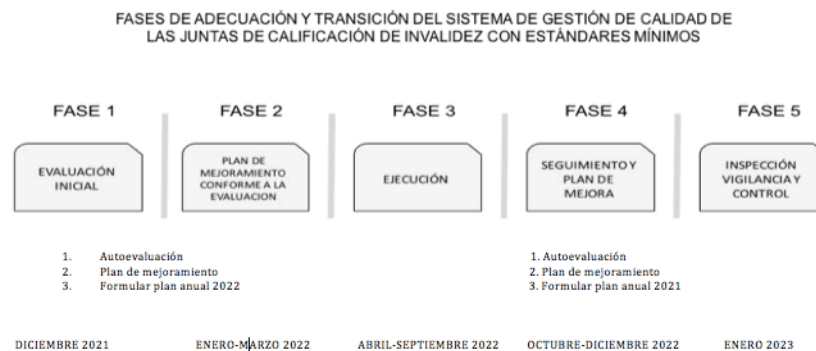 FASES DE ADECUACIÓN Y TRANSICIÓN DEL SISTEMA DE GESTIÓN DE CALIDAD DE
LAS JUNTAS DE CALIFICACIÓN DE INVALIDEZ CON ESTÁNDARES MÍNIMOS
FASE 1
EVALUACIÓN
INICIAL
FASE 2
PLAN DE
MEJORAMIENTO
CONFORME A LA
EVALUACION
FASE 3
EJECUCIÓN
FASE 4
SEGUIMIENTO Y
PLAN DE
MEJORA
FASE 5
INSPECCIÓN
VIGILANCIA Y
CONTROL
1. Autoevaluación
2. Plan de mejoramiento
3. Formular plan anual 2022
1. Autoevaluación
2. Plan de mejoramiento
3. Formular plan anual 2021
DICIEMBRE 2021
ENERO-MARZO 2022
ABRIL-SEPTIEMBRE 2022
OCTUBRE-DICIEMBRE 2022
ENERO 2023